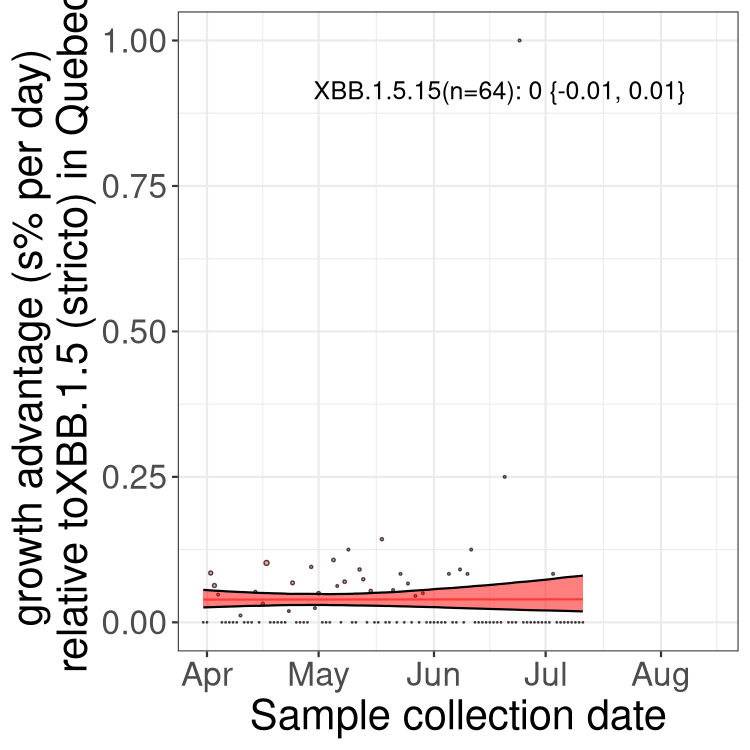 growth advantage (s% per day)
relative toXBB.1.5 (stricto) in Quebec
1.00
0.75
0.50
0.25
0.00
XBB.1.5.15(n=64): 0 {-0.01, 0.01}
Apr May Jun Jul Aug
Sample collection date